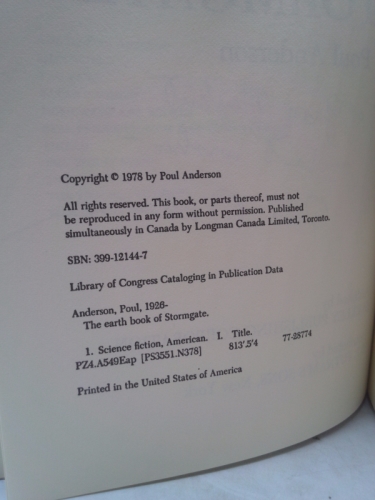 Copyright © 1978 by Poul Anderson
All rights reserved. This book, or parts thereof, must not
be reproduced in any form without permission. Published
simultaneously in Canada by Longman Canada Limited, Toronto.
SBN: 399-12144-7
Library of Congress Cataloging in Publication Data
Anderson, Poul, 1926-
The earth book of Stormgate.
1. Science fiction, American. I. Title.
PZ4.A549Eap [PS3551.N378] 813'.5'4 77-28774
Printed in the United States of America